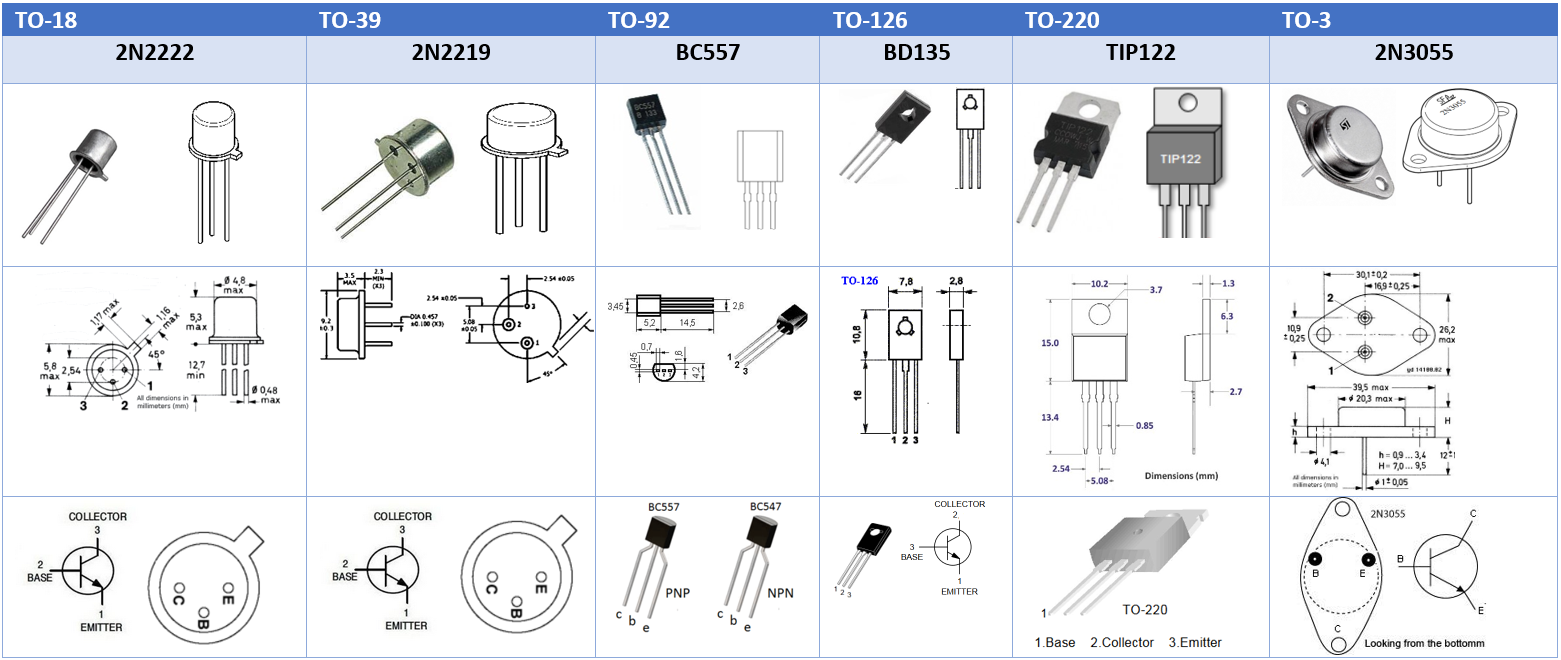 TO-18 TO-39 TO-92 TO-126 TO-220 TO-3
2N2222 2N2219 BC557 BD135 TIP122 2N3055
BC557
B 133
TIP122
TIP122
2N3055
Ø 4,8
max
5,3
max
12,7
min
Ø 0,48
max
1,17 max
1,16
max
45°
5,8
max
2,54
1
2
3
All dimensions in
millimeters (mm)
3.5
MAX
2.3
MIN
(X3)
9.2
±0.3
DIA 0.457
±0.100 (X3)
2.54 ±0.05
2.54 ±0.05
5.08
±0.05
3
2
1
45°
3,45
5,2
14,5
2,6
0,7
0,45
1,6
4,2
1
2
3
TO-126
7,8
2,8
10,8
16
1 2 3
10.2
3.7
1.3
6.3
15.0
13.4
0.85
2.7
2.54
5.08
Dimensions (mm)
30,1±0,2
16,9±0,25
2
10,9
±0,25
26,2
max
1
39,5 max
Ø 20,3 max
h
H
Ø 4,1
h = 0,9 ... 3,4
H = 7,0 ... 9,5
12±1
All dimensions in
millimeters (mm)
Ø 1±0,05
COLLECTOR
3
2
BASE
1
EMITTER
C
B
E
COLLECTOR
3
2
BASE
1
EMITTER
C
B
E
BC557
PNP
c b e
BC547
NPN
c b e
1 2 3
COLLECTOR
2
3
BASE
1
EMITTER
1
TO-220
1.Base 2.Collector 3.Emitter
2N3055
B
E
C
C
B
E
Looking from the bottomm